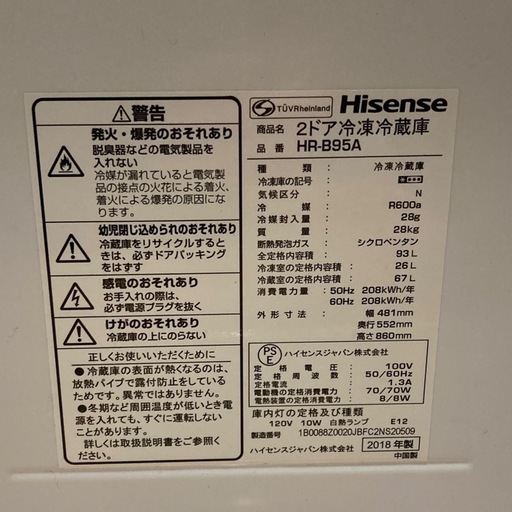 警告
発火・爆発のおそれあり
脱臭器などの電気製品を
入れない
冷媒が漏れていると電気製
品の接点の火花による着火、
着火による爆発の原因に
なります。
幼児閉じ込められのおそれあり
冷蔵庫をリサイクルすると
きは、必ずドアパッキング
をはずす
感電のおそれあり
お手入れの際は、
必ず電源プラグを抜く
けがのおそれあり
冷蔵庫の上にのらない
正しくお使いいただくために
●冷蔵庫の表面が熱くなるのは、
放熱パイプで露付防止をしている
ためです。異常ではありません。
●冬期など周囲温度が低いとき電
源を入れても、すぐに運転しない
ことがありますが異常ではありま
せん。
詳しくは取扱説明書をご覧ください。
TÜVRheinland
Hisense
商品名 2ドア冷凍冷蔵庫
品番 HR-B95A
種類：冷凍冷蔵庫
冷凍庫の記号：
気候区分：N
冷媒：R600a
冷媒封入量：28g
質量：28kg
断熱発泡ガス：シクロペンタン
全定格内容積：93L
冷凍室の定格内容積：26L
冷蔵室の定格内容積：67L
消費電力量：50Hz 208kWh/年
60Hz 208kWh/年
外形寸法：幅481mm
奥行552mm
高さ860mm
PS
E
ハイセンスジャパン株式会社
定格電圧：100V
定格周波数：50/60Hz
定格電流：1.3A
電動機の定格消費電力：70/70W
電熱装置の定格消費電力：8/8W
庫内灯の定格及び種類
120V 10W 白熱ランプ E12
製造番号：1B0088Z0020JBFC2NS20509
ハイセンスジャパン株式会社
2018年製
中国製